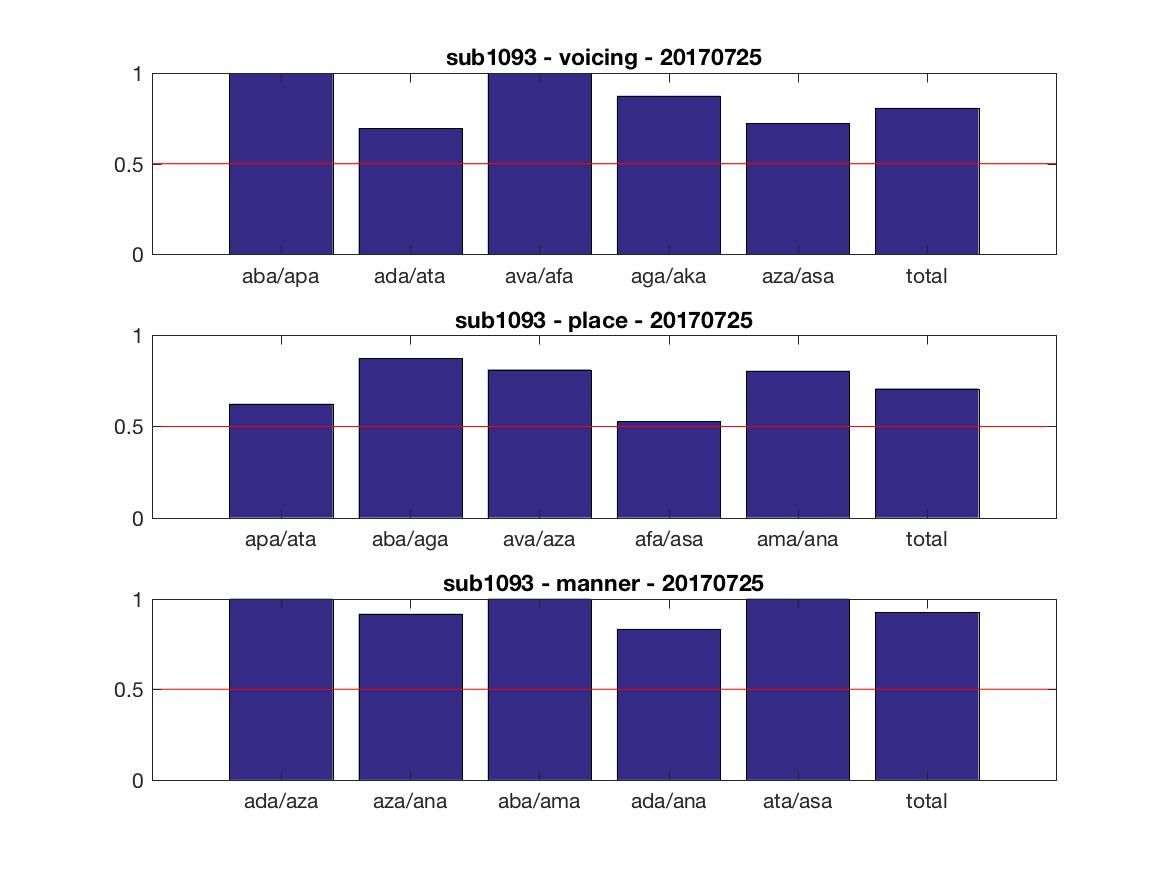 sub1093 - voicing - 20170725
1
0.5
0
aba/apa ada/ata ava/afa aga/aka aza/asa total
sub1093 - place - 20170725
1
0.5
0
apa/ata aba/aga ava/aza afa/asa ama/ana total
sub1093 - manner - 20170725
1
0.5
0
ada/aza aza/ana aba/ama ada/ana ata/asa total